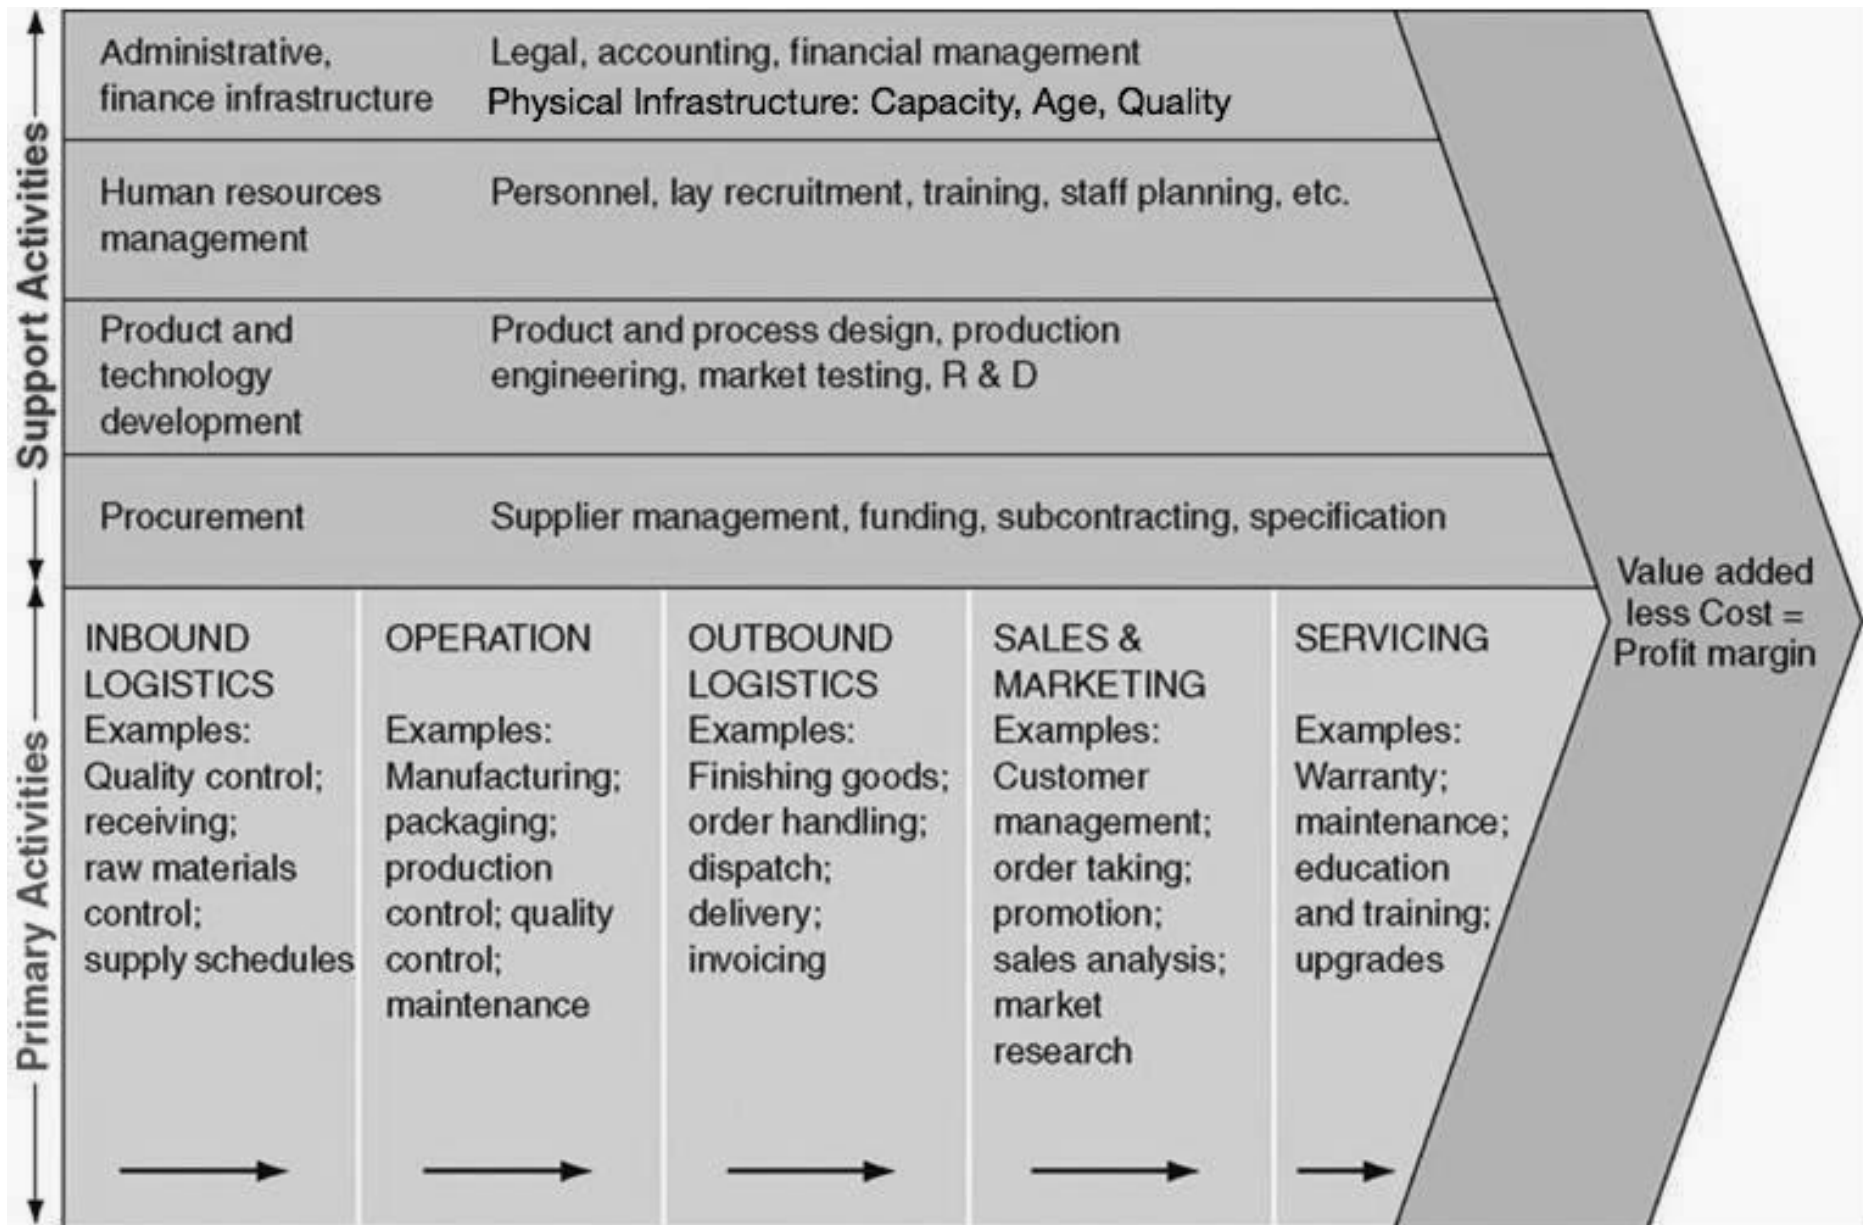 Support Activities
Administrative,
finance infrastructure
Legal, accounting, financial management
Physical Infrastructure: Capacity, Age, Quality
Human resources
management
Personnel, lay recruitment, training, staff planning, etc.
Product and
technology
development
Product and process design, production
engineering, market testing, R & D
Procurement
Supplier management, funding, subcontracting, specification
Primary Activities
INBOUND
LOGISTICS
Examples:
Quality control;
receiving;
raw materials
control;
supply schedules
OPERATION
Examples:
Manufacturing;
packaging;
production
control; quality
control;
maintenance
OUTBOUND
LOGISTICS
Examples:
Finishing goods;
order handling;
dispatch;
delivery;
invoicing
SALES &
MARKETING
Examples:
Customer
management;
order taking;
promotion;
sales analysis;
market
research
SERVICING
Examples:
Warranty;
maintenance;
education
and training;
upgrades
Value added
less Cost =
Profit margin